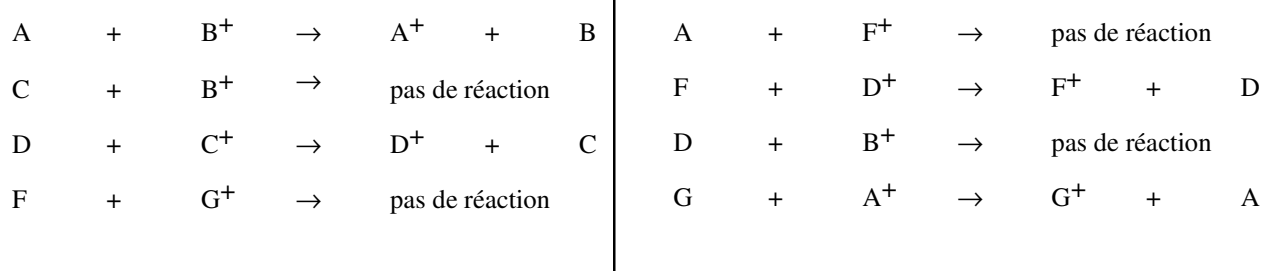 A + B⁺ → A⁺ + B
C + B⁺ → pas de réaction
D + C⁺ → D⁺ + C
F + G⁺ → pas de réaction
A + F⁺ → pas de réaction
F + D⁺ → F⁺ + D
D + B⁺ → pas de réaction
G + A⁺ → G⁺ + A